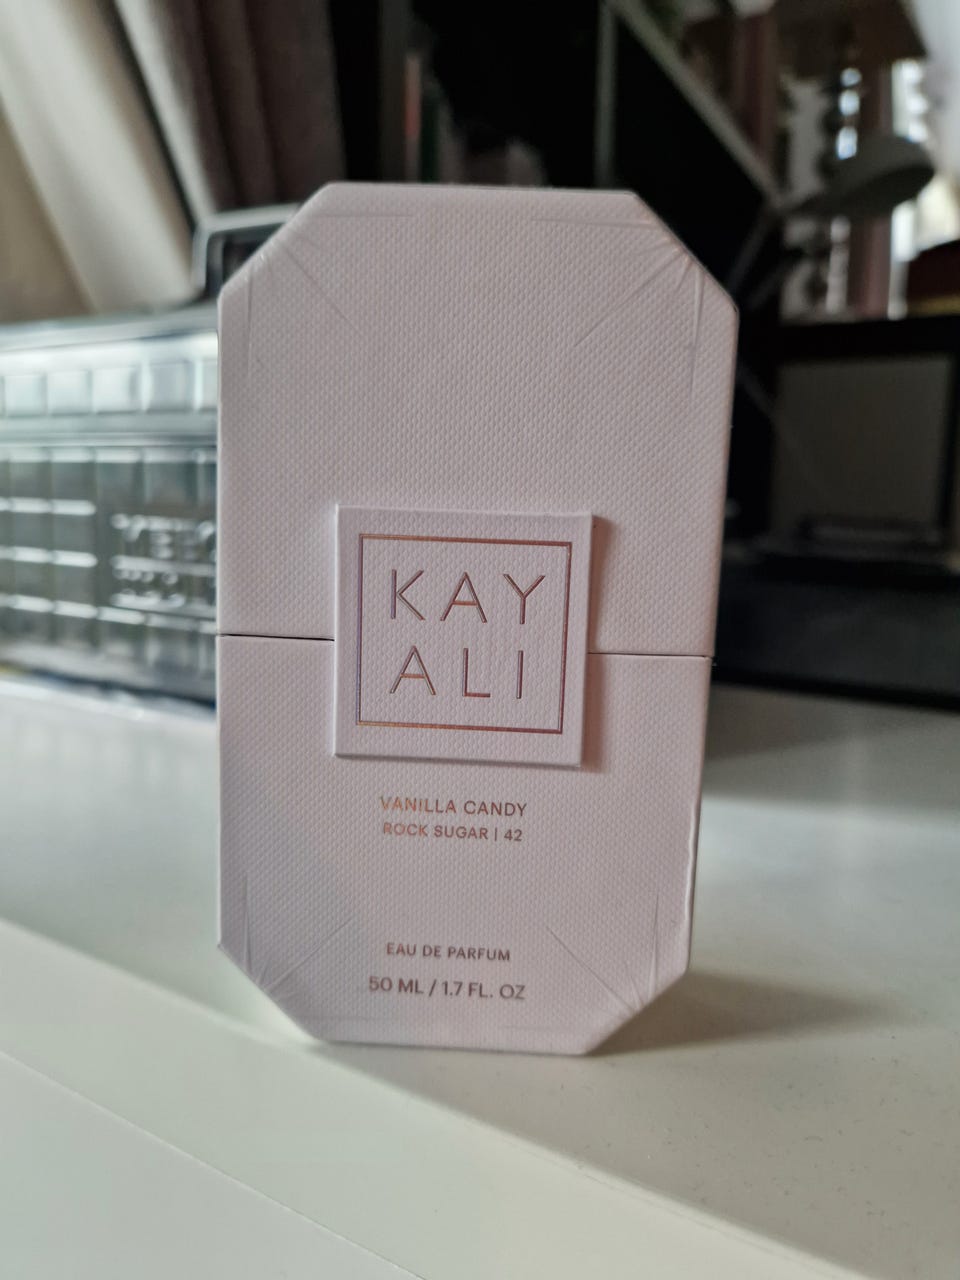 KAY
ALI
VANILLA CANDY
ROCK SUGAR | 42
EAU DE PARFUM
50 ML / 1.7 FL. OZ